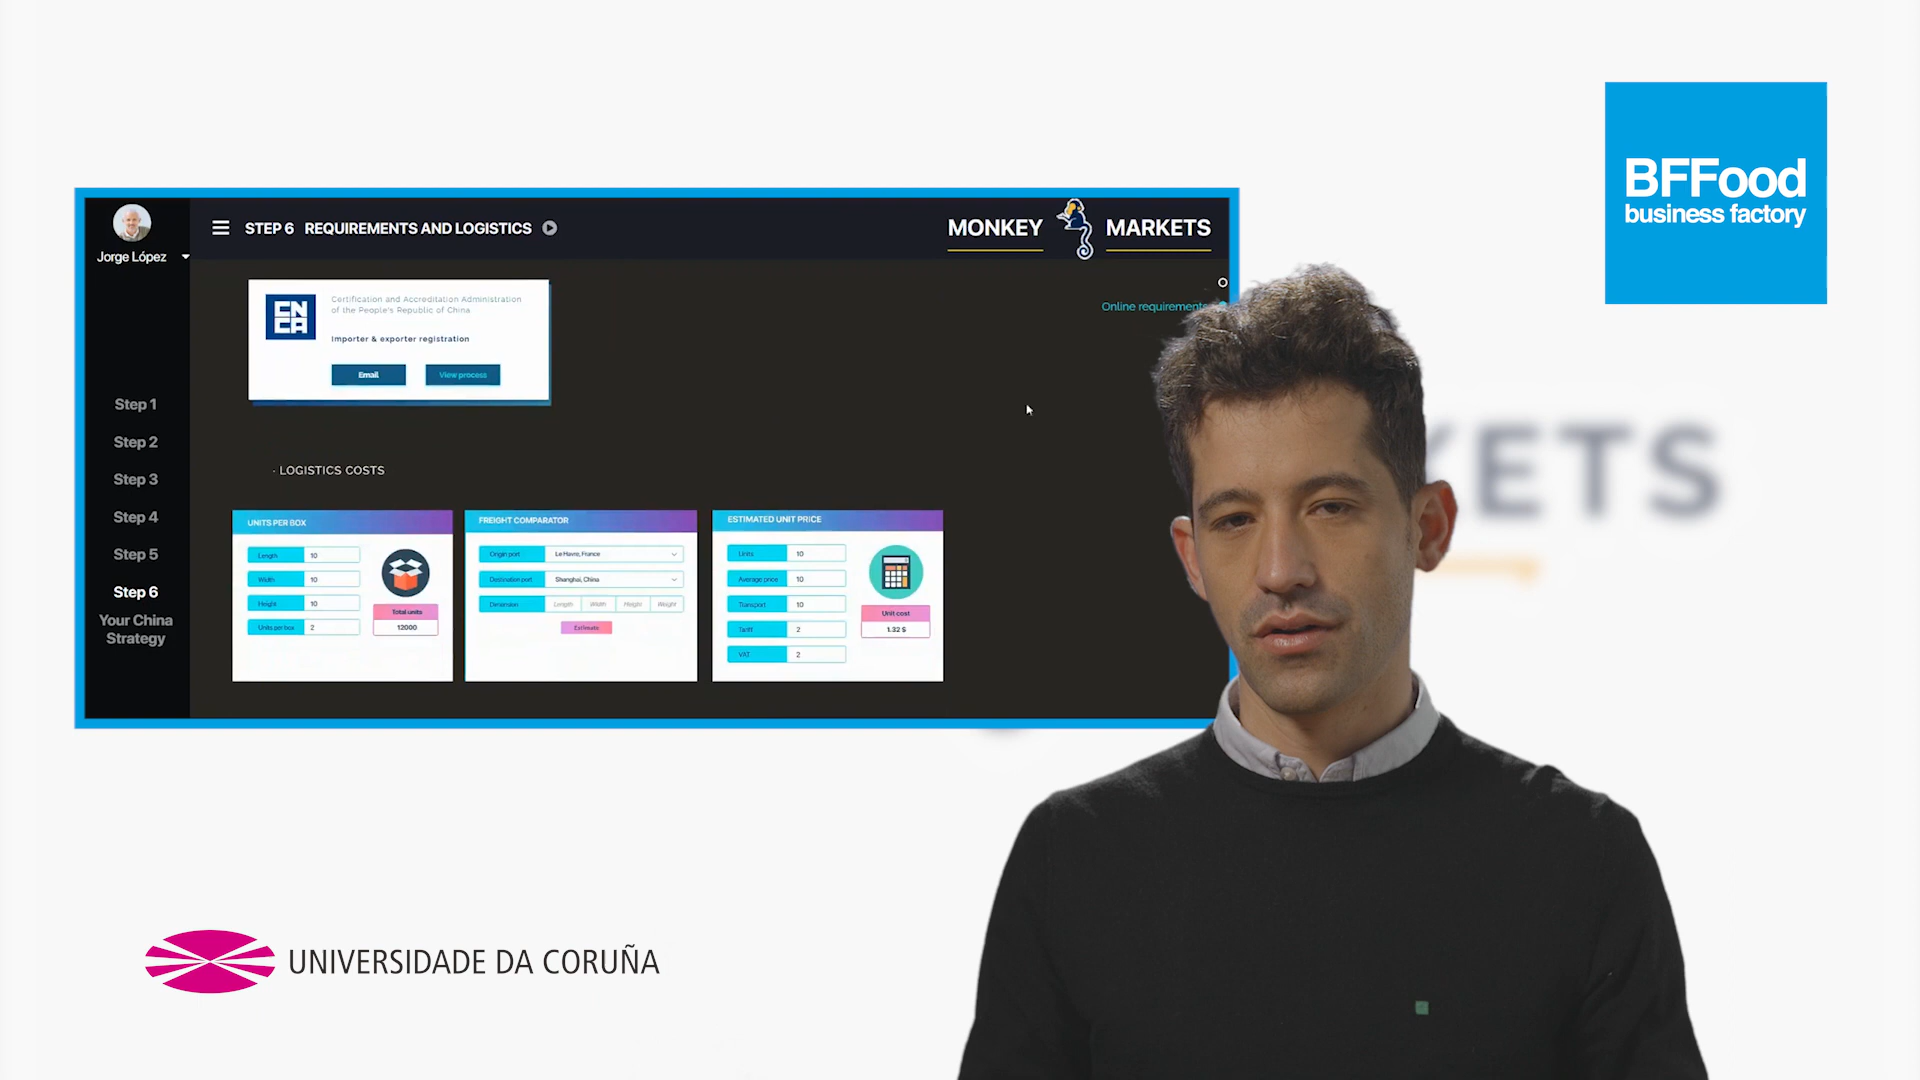 BFFood
business factory
Jorge López
STEP 6 REQUIREMENTS AND LOGISTICS
MONKEY MARKETS
Certification and Accreditation Administration
of the People's Republic of China
CN
CA
Importer & exporter registration
Email
View process
Online requirements
Step 1
Step 2
Step 3
Step 4
Step 5
Step 6
Your China
Strategy
· LOGISTICS COSTS
UNITS PER BOX
Length 10
Width 10
Height 10
Units per box 2
Total units
12000
FREIGHT COMPARATOR
Origin port Le Havre, France
Destination port Shanghai, China
Dimension Length Width Height Weight
Estimate
ESTIMATED UNIT PRICE
Units 10
Average price 10
Transport 10
Tariff 2
VAT 2
Unit cost
1.32 $
KETS
UNIVERSIDADE DA CORUÑA